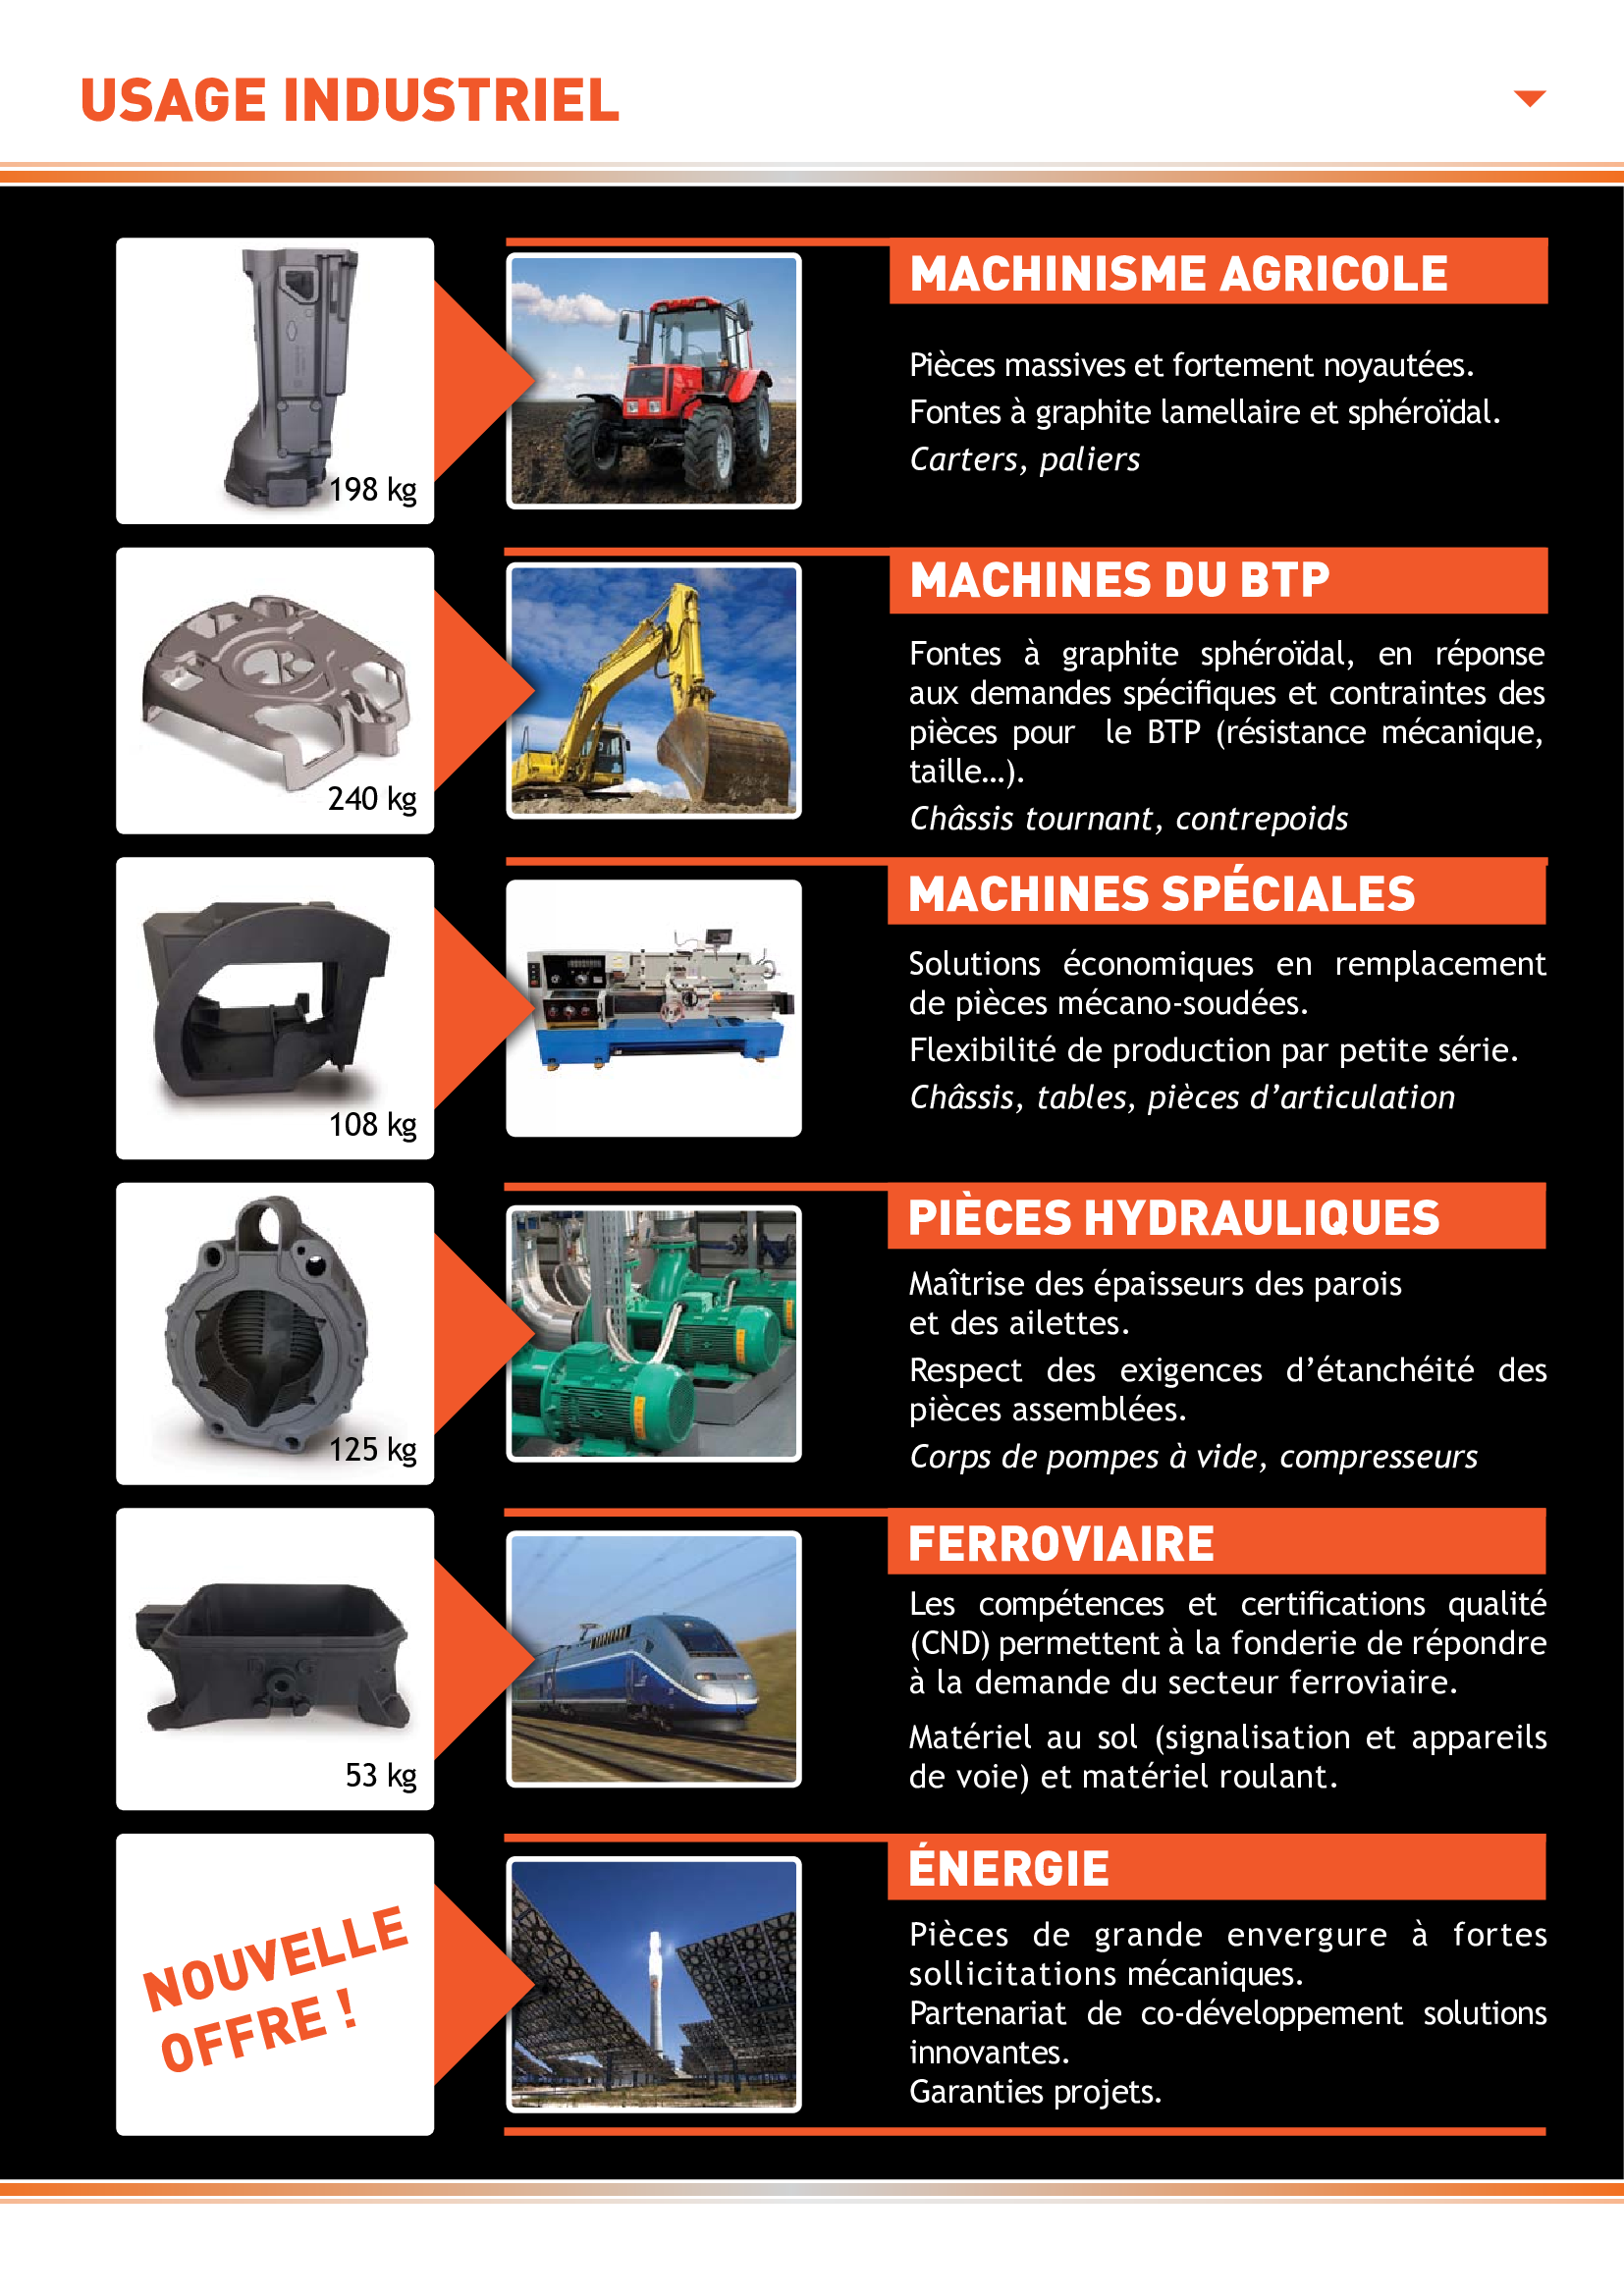 USAGE INDUSTRIEL
198 kg
MACHINISME AGRICOLE
Pièces massives et fortement noyautées.
Fontes à graphite lamellaire et sphéroïdal.
Carters, paliers
240 kg
MACHINES DU BTP
Fontes à graphite sphéroïdal, en réponse
aux demandes spécifiques et contraintes des
pièces pour le BTP (résistance mécanique,
taille…).
Châssis tournant, contrepoids
108 kg
MACHINES SPÉCIALES
Solutions économiques en remplacement
de pièces mécano-soudées.
Flexibilité de production par petite série.
Châssis, tables, pièces d’articulation
125 kg
PIÈCES HYDRAULIQUES
Maîtrise des épaisseurs des parois
et des ailettes.
Respect des exigences d’étanchéité des
pièces assemblées.
Corps de pompes à vide, compresseurs
53 kg
FERROVIAIRE
Les compétences et certifications qualité
(CND) permettent à la fonderie de répondre
à la demande du secteur ferroviaire.
Matériel au sol (signalisation et appareils
de voie) et matériel roulant.
NOUVELLE
OFFRE !
ÉNERGIE
Pièces de grande envergure à fortes
sollicitations mécaniques.
Partenariat de co-développement solutions
innovantes.
Garanties projets.